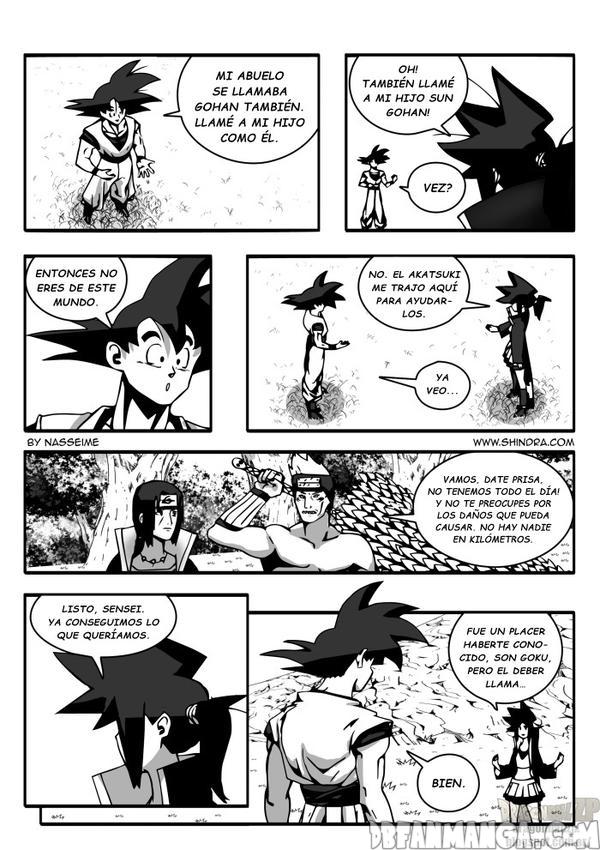 MI ABUELO
SE LLAMABA
GOHAN TAMBIÉN.
LLAMÉ A MI HIJO
COMO ÉL.
OH!
TAMBIÉN LLAMÉ
A MI HIJO SUN
GOHAN!
VEZ?
ENTONCES NO
ERES DE ESTE
MUNDO.
NO. EL AKATSUKI
ME TRAJO AQUÍ
PARA AYUDAR-
LOS.
YA
VEO...
BY NASSEIME
WWW.SHINDRA.COM
VAMOS, DATE PRISA,
NO TENEMOS TODO EL DÍA!
Y NO TE PREOCUPES POR
LOS DAÑOS QUE PUEDA
CAUSAR. NO HAY NADIE
EN KILÓMETROS.
LISTO, SENSEI.
YA CONSEGUIMOS LO
QUE QUERÍAMOS.
FUE UN PLACER
HABERTE CONO-
CIDO, SON GOKU,
PERO EL DEBER
LLAMA...
BIEN.
DBFANMANGA.COM